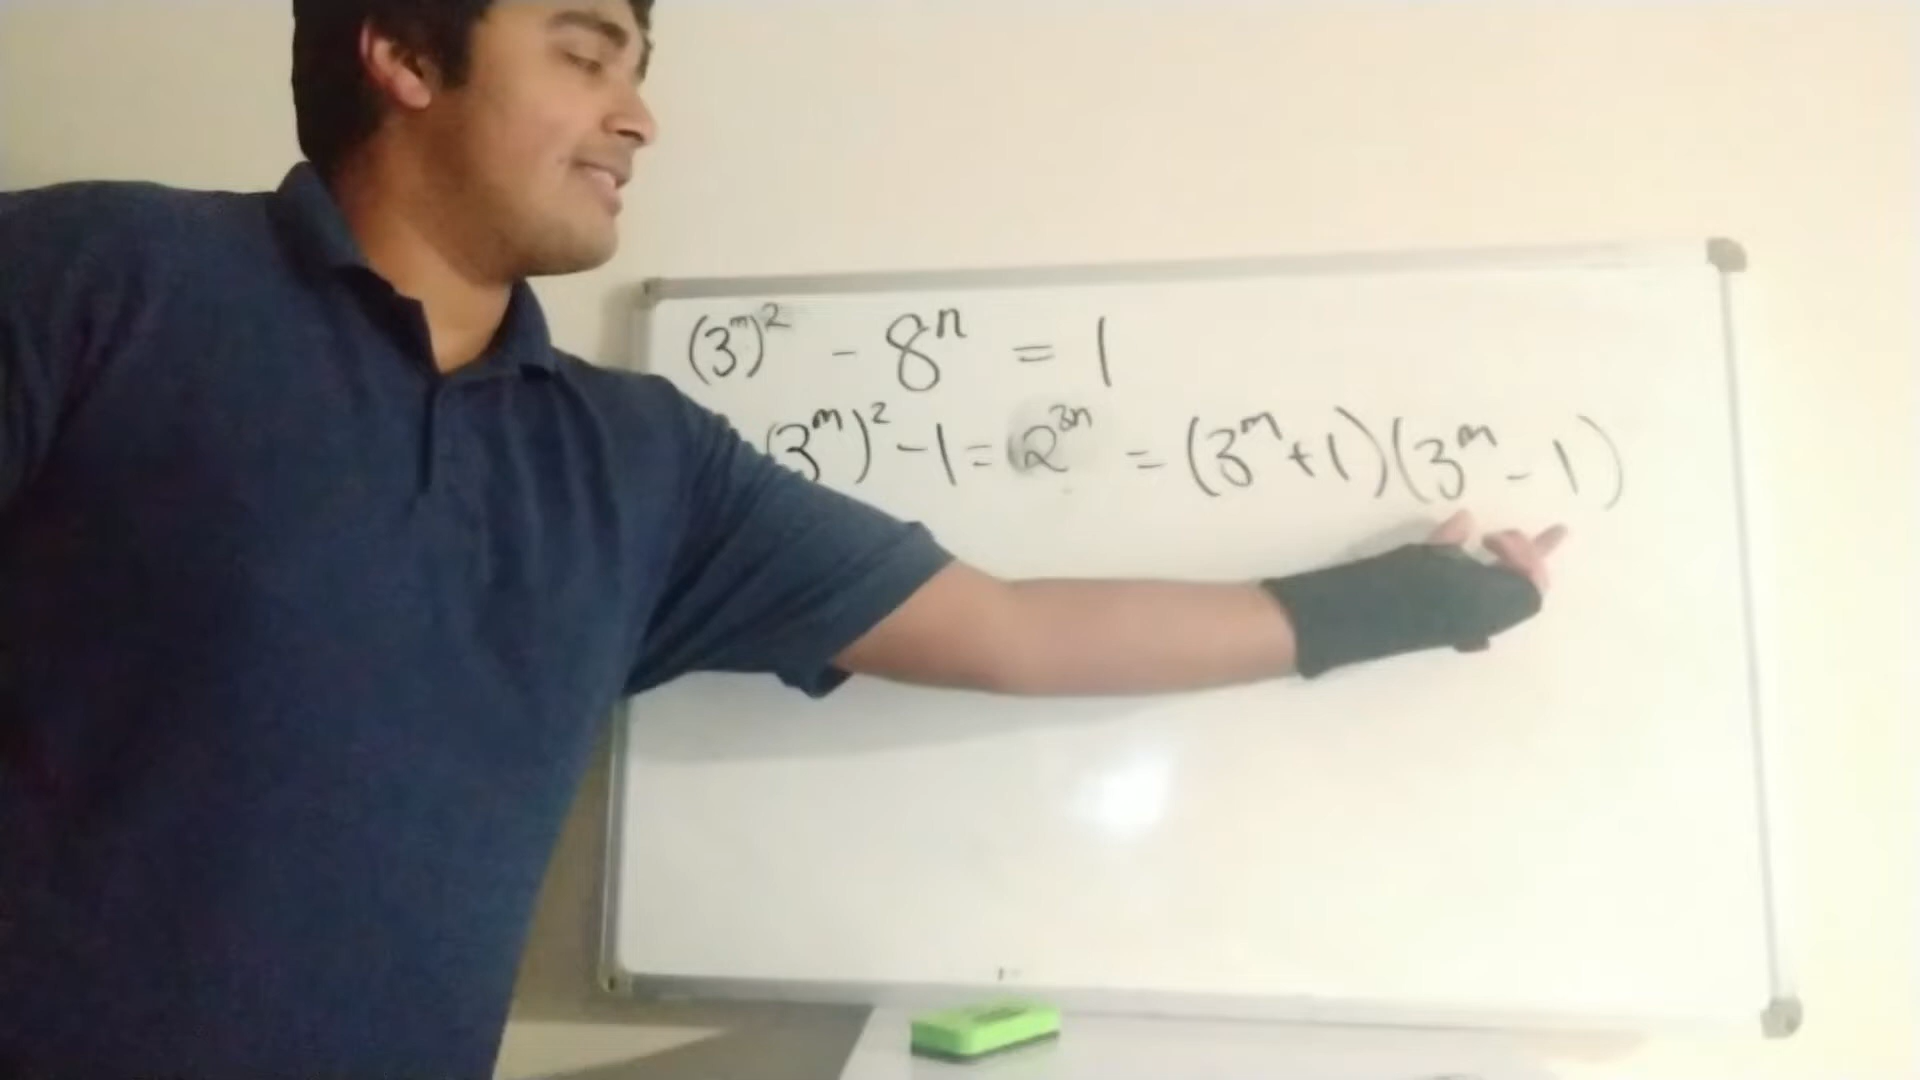 (3^m)^2 - 8^n = 1
(3^m)^2 - 1 = 2^{3n} = (3^m + 1)(3^m - 1)